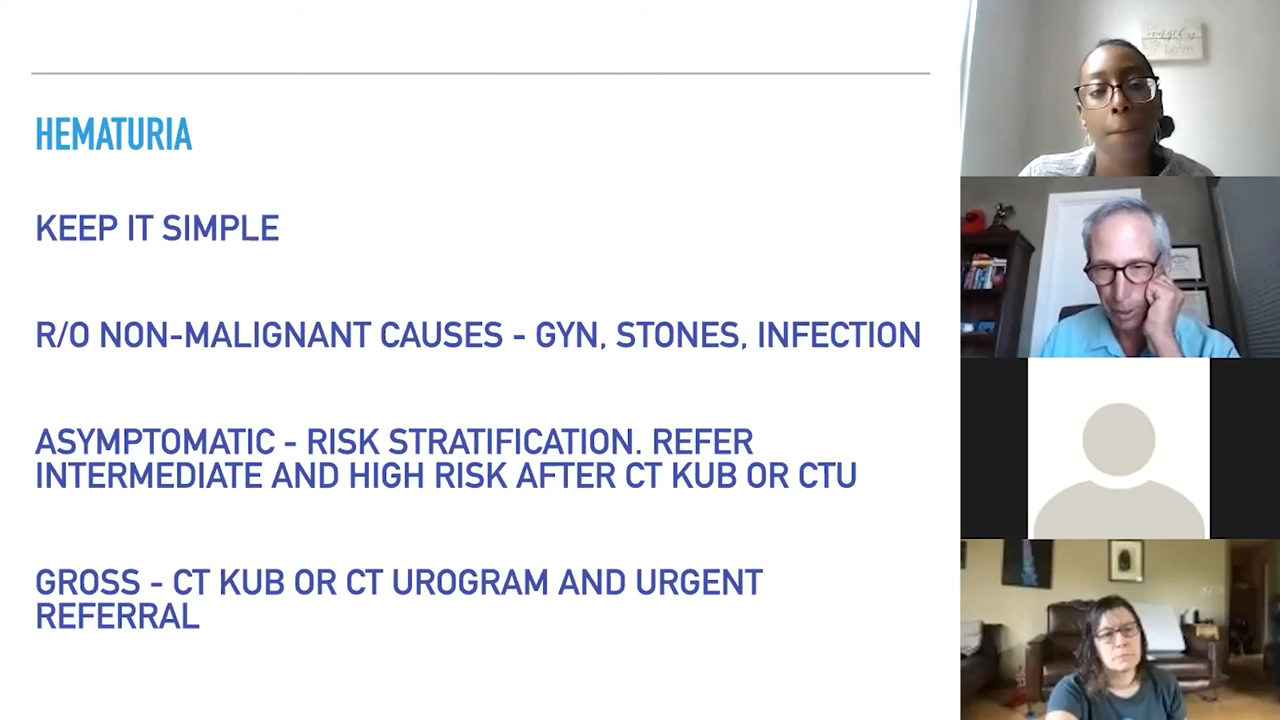 HEMATURIA
KEEP IT SIMPLE
R/O NON-MALIGNANT CAUSES - GYN, STONES, INFECTION
ASYMPTOMATIC - RISK STRATIFICATION. REFER
INTERMEDIATE AND HIGH RISK AFTER CT KUB OR CTU
GROSS - CT KUB OR CT UROGRAM AND URGENT
REFERRAL